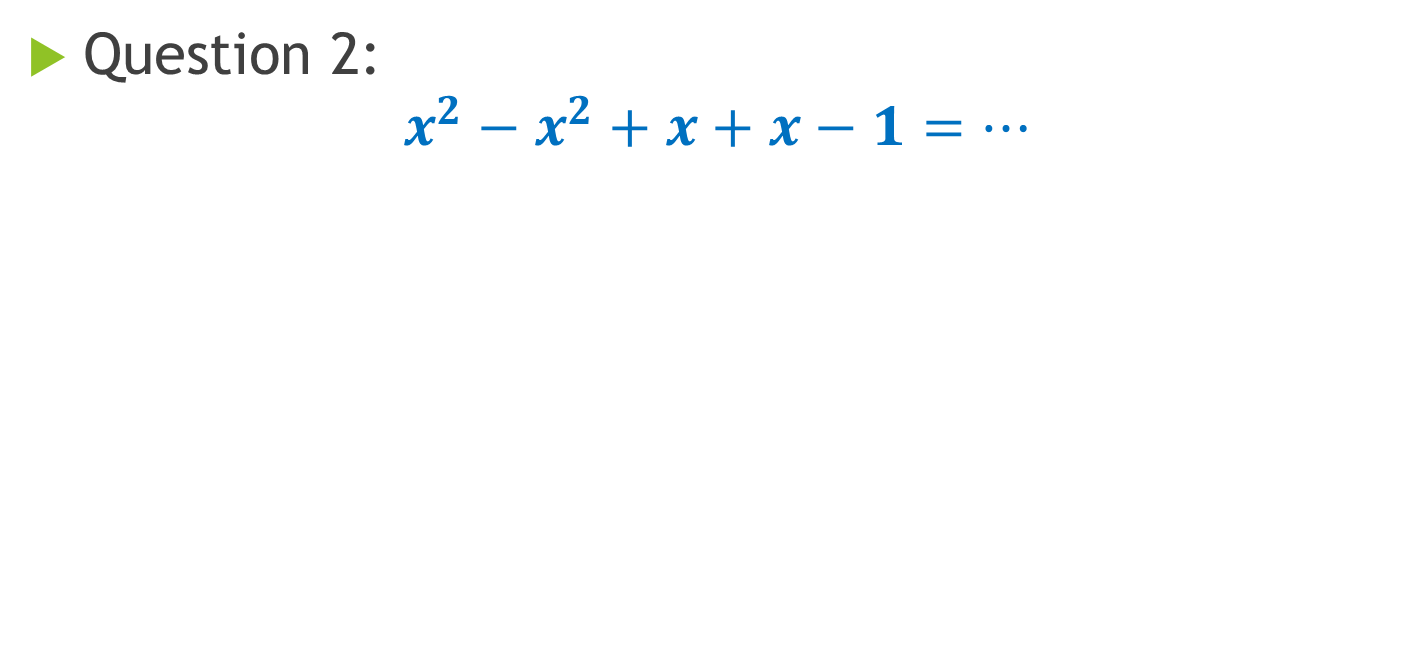 Question 2:
x² − x² + x + x − 1 = ⋯